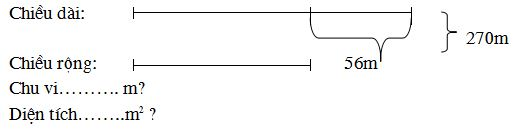 Chiều dài:
270m
Chiều rộng:
56m
Chu vi………. m?
Diện tích……..m² ?